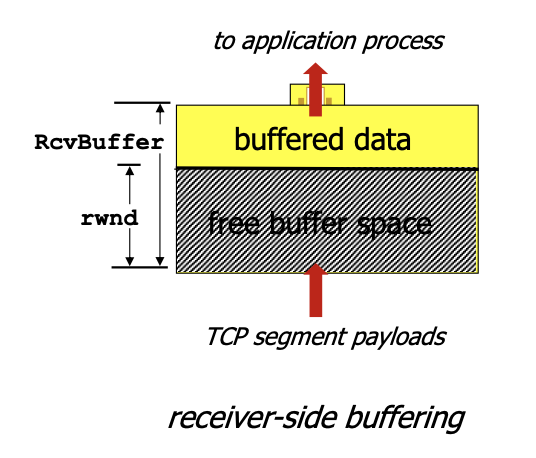 to application process
RcvBuffer
buffered data
rwnd
free buffer space
TCP segment payloads
receiver-side buffering